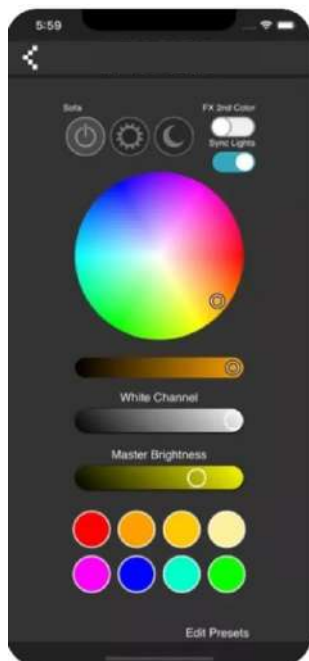 5:59
Sofa
FX 2nd Color
Sync Lights
White Channel
Master Brightness
Edit Presets